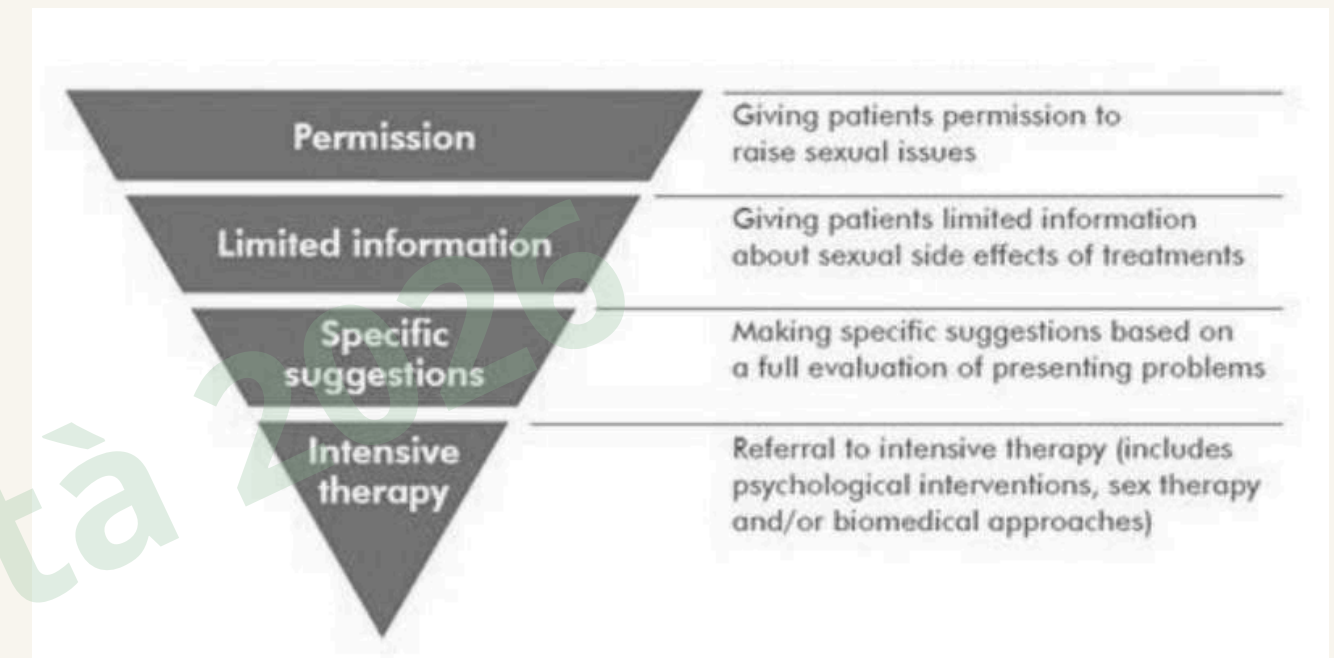 Permission
Giving patients permission to
raise sexual issues
Limited information
Giving patients limited information
about sexual side effects of treatments
Specific
suggestions
Making specific suggestions based on
a full evaluation of presenting problems
Intensive
therapy
Referral to intensive therapy (includes
psychological interventions, sex therapy
and/or biomedical approaches)
tà 2026